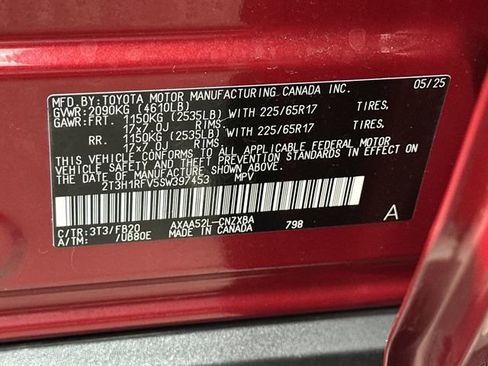 MFD.BY:TOYOTA MOTOR MANUFACTURING CANADA INC. 05/25
GVWR:2090KG (4610LB)
GAWR:FRT. 1150KG (2535LB) WITH 225/65R17 TIRES.
17x7.0J RIMS.
RR. 1150KG (2535LB) WITH 225/65R17 TIRES.
17x7.0J RIMS.
THIS VEHICLE CONFORMS TO ALL APPLICABLE FEDERAL MOTOR
VEHICLE SAFETY, BUMPER, AND THEFT PREVENTION STANDARDS IN
EFFECT ON THE DATE OF MANUFACTURE SHOWN ABOVE.
2T3H1RFV5SW397453 MPV
A
C/TR:3T3/FB20 AXAA52L-CNZXBA 798
A/TM: /UB80E MADE IN CANADA